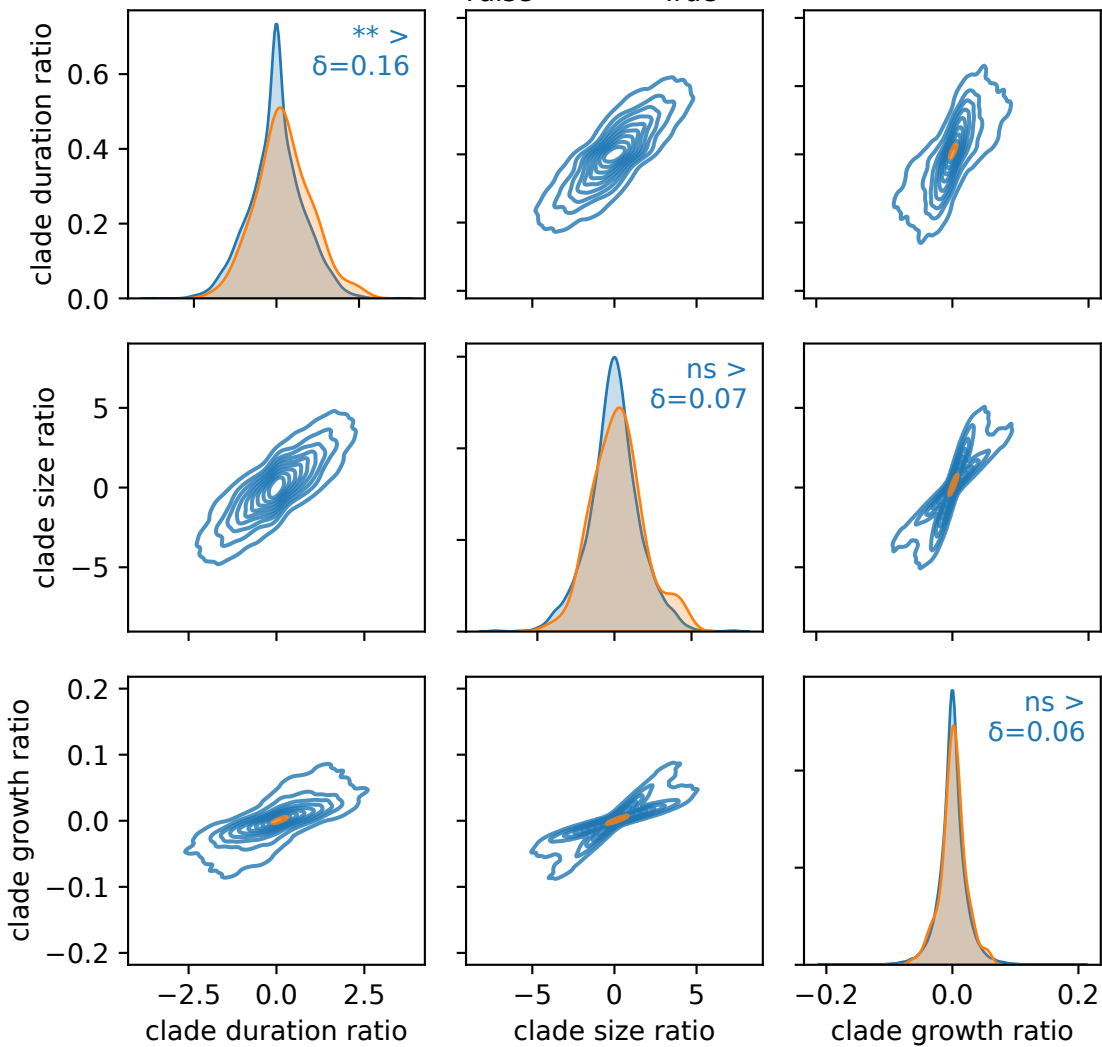 ** >
δ=0.16
clade duration ratio
0.6
0.4
0.2
0.0
ns >
δ=0.07
clade size ratio
5
0
−5
ns >
δ=0.06
clade growth ratio
0.2
0.1
0.0
−0.1
−0.2
−2.5 0.0 2.5
−5 0 5
−0.2 0.0 0.2
clade duration ratio
clade size ratio
clade growth ratio